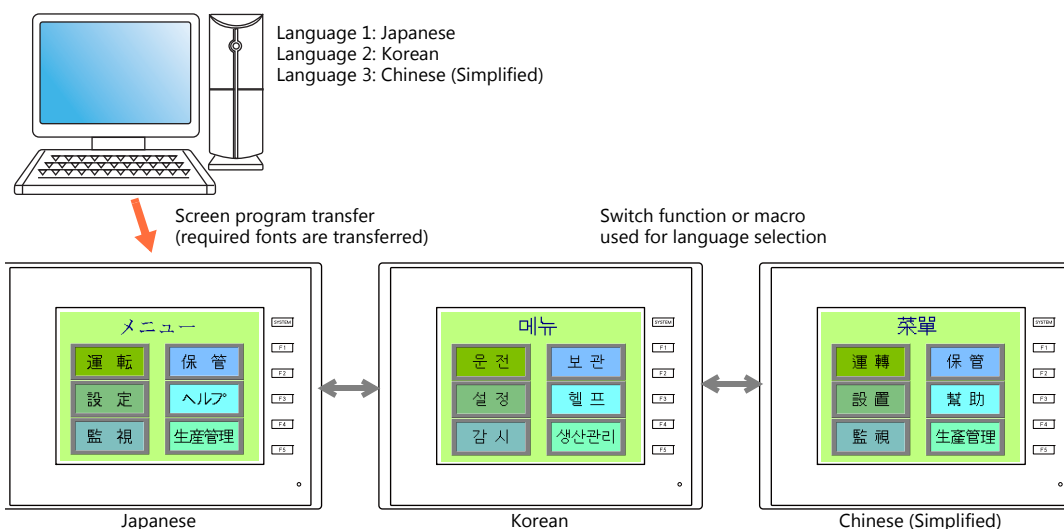 Language 1: Japanese
Language 2: Korean
Language 3: Chinese (Simplified)
Screen program transfer
(required fonts are transferred)
Switch function or macro
used for language selection
メニュー
運転 保管
設定 ヘルプ
監視 生産管理
SYSTEM
F1
F2
F3
F4
F5
Japanese
메뉴
운전 보관
설정 헬프
감시 생산관리
SYSTEM
F1
F2
F3
F4
F5
Korean
菜單
運轉 保管
設置 幫助
監視 生産管理
SYSTEM
F1
F2
F3
F4
F5
Chinese (Simplified)